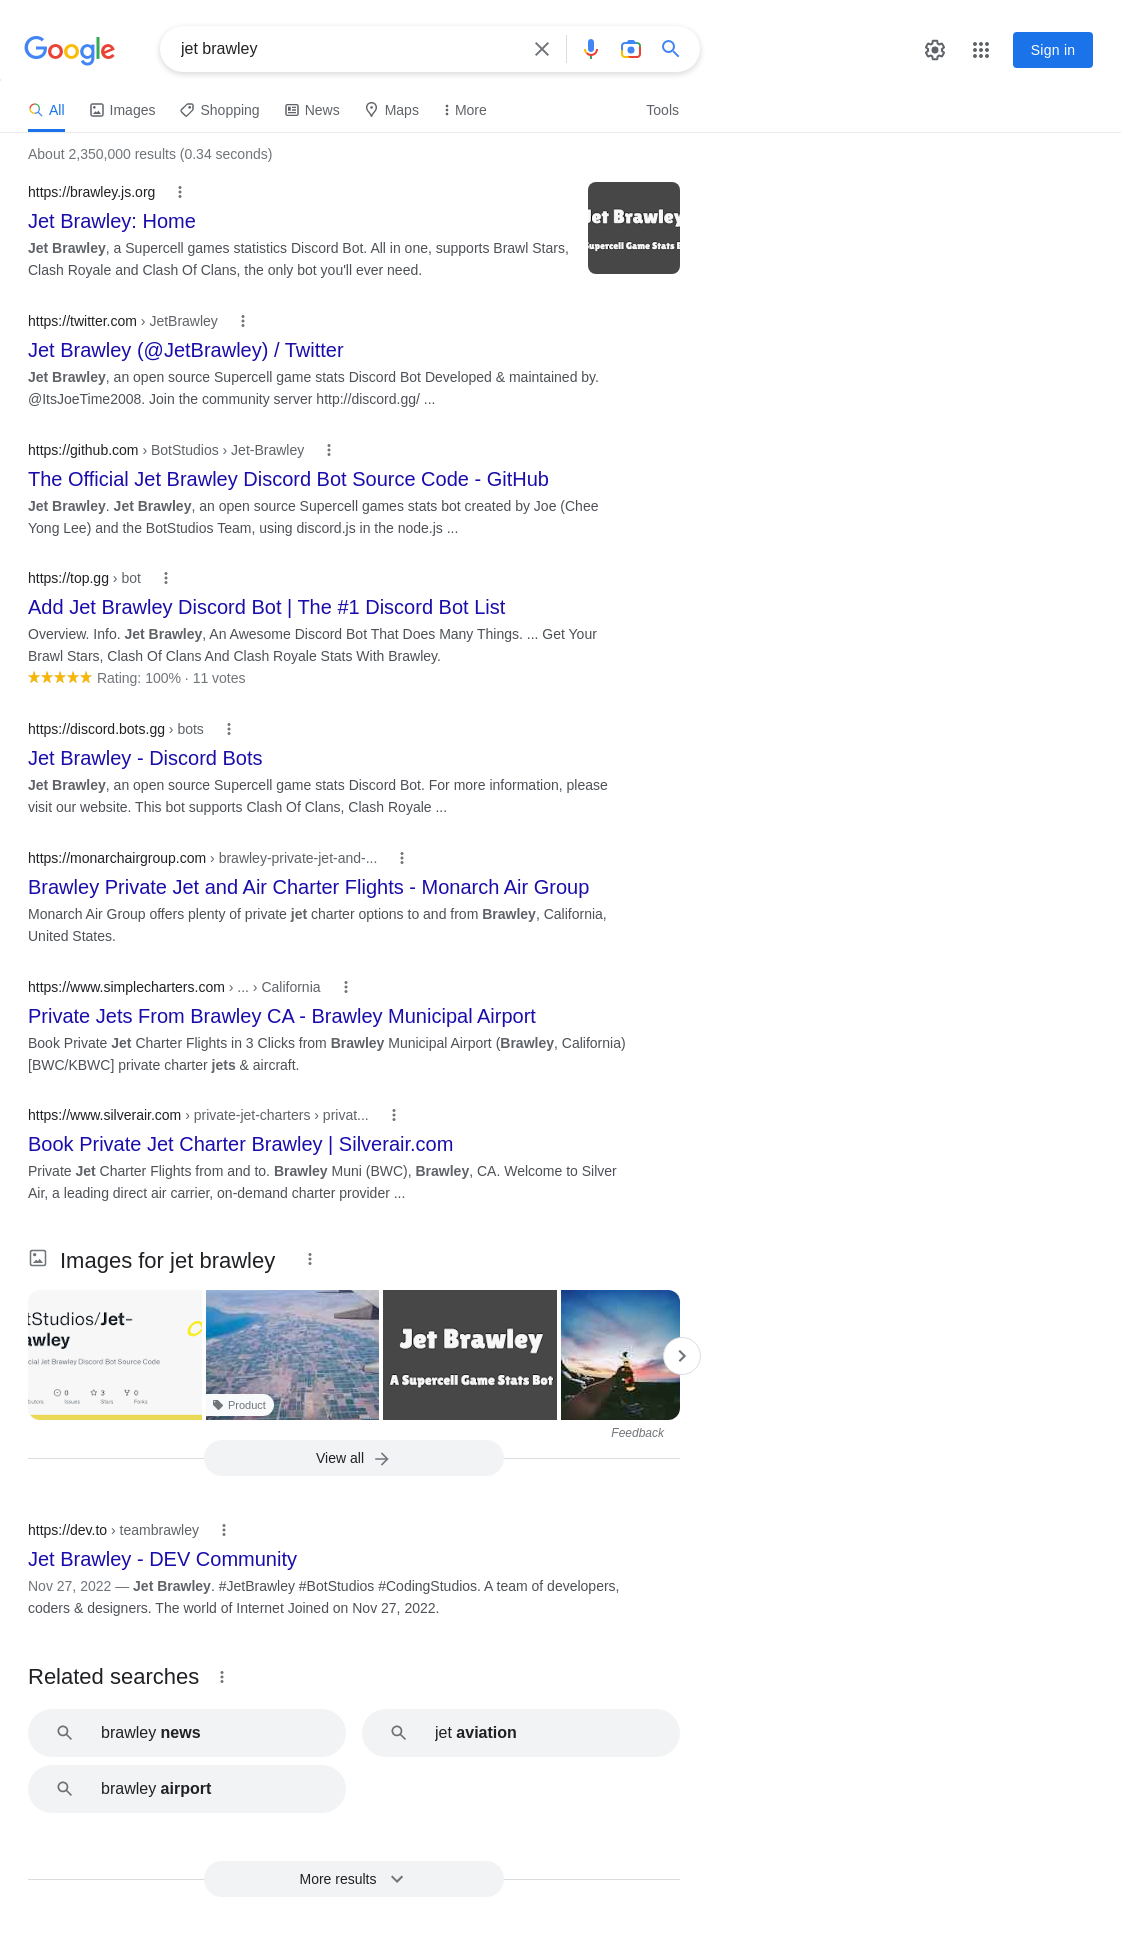 Google
jet brawley
Sign in
All
Images
Shopping
News
Maps
More
Tools
About 2,350,000 results (0.34 seconds)
https://brawley.js.org
Jet Brawley: Home
Jet Brawley, a Supercell games statistics Discord Bot. All in one, supports Brawl Stars,
Clash Royale and Clash Of Clans, the only bot you'll ever need.
Jet Brawley
Supercell Game Stats B
https://twitter.com › JetBrawley
Jet Brawley (@JetBrawley) / Twitter
Jet Brawley, an open source Supercell game stats Discord Bot Developed & maintained by.
@ItsJoeTime2008. Join the community server http://discord.gg/ ...
https://github.com › BotStudios › Jet-Brawley
The Official Jet Brawley Discord Bot Source Code - GitHub
Jet Brawley. Jet Brawley, an open source Supercell games stats bot created by Joe (Chee
Yong Lee) and the BotStudios Team, using discord.js in the node.js ...
https://top.gg › bot
Add Jet Brawley Discord Bot | The #1 Discord Bot List
Overview. Info. Jet Brawley, An Awesome Discord Bot That Does Many Things. ... Get Your
Brawl Stars, Clash Of Clans And Clash Royale Stats With Brawley.
Rating: 100% · 11 votes
https://discord.bots.gg › bots
Jet Brawley - Discord Bots
Jet Brawley, an open source Supercell game stats Discord Bot. For more information, please
visit our website. This bot supports Clash Of Clans, Clash Royale ...
https://monarchairgroup.com › brawley-private-jet-and-...
Brawley Private Jet and Air Charter Flights - Monarch Air Group
Monarch Air Group offers plenty of private jet charter options to and from Brawley, California,
United States.
https://www.simplecharters.com › ... › California
Private Jets From Brawley CA - Brawley Municipal Airport
Book Private Jet Charter Flights in 3 Clicks from Brawley Municipal Airport (Brawley, California)
[BWC/KBWC] private charter jets & aircraft.
https://www.silverair.com › private-jet-charters › privat...
Book Private Jet Charter Brawley | Silverair.com
Private Jet Charter Flights from and to. Brawley Muni (BWC), Brawley, CA. Welcome to Silver
Air, a leading direct air carrier, on-demand charter provider ...
Images for jet brawley
tStudios/Jet-
awley
cial Jet Brawley Discord Bot Source Code
0
3
0
butors
Issues
Stars
Forks
Product
Jet Brawley
A Supercell Game Stats Bot
Feedback
View all
https://dev.to › teambrawley
Jet Brawley - DEV Community
Nov 27, 2022 — Jet Brawley. #JetBrawley #BotStudios #CodingStudios. A team of developers,
coders & designers. The world of Internet Joined on Nov 27, 2022.
Related searches
brawley news
jet aviation
brawley airport
More results